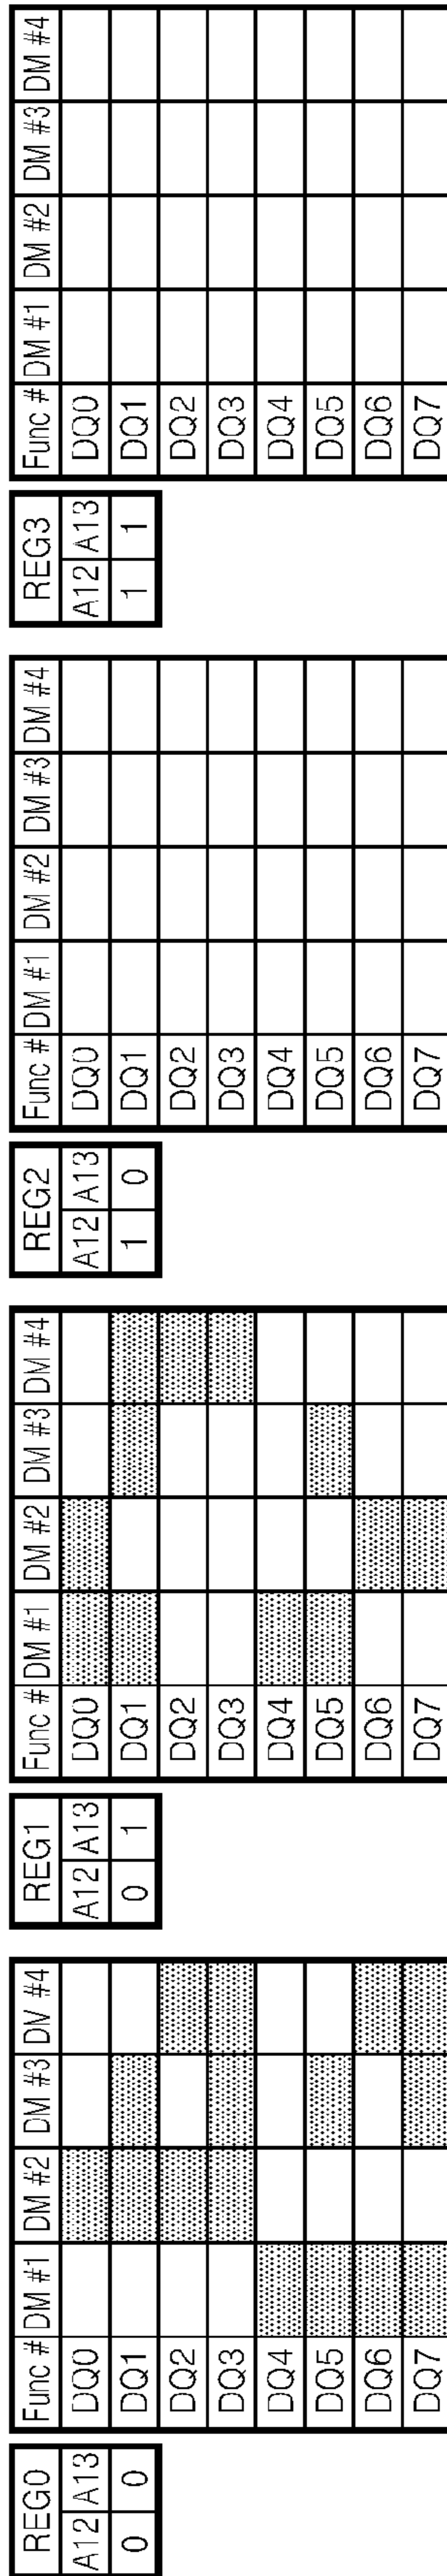 REG0
A12 A13
0 0
Func # DM #1 DM #2 DM #3 DV #4
DQ0
DQ1
DQ2
DQ3
DQ4
DQ5
DQ6
DQ7
REG1
A12 A13
0 1
Func # DM #1 DM #2 DM #3 DM #4
DQ0
DQ1
DQ2
DQ3
DQ4
DQ5
DQ6
DQ7
REG2
A12 A13
1 0
Func # DM #1 DM #2 DM #3 DM #4
DQ0
DQ1
DQ2
DQ3
DQ4
DQ5
DQ6
DQ7
REG3
A12 A13
1 1
Func # DM #1 DM #2 DM #3 DM #4
DQ0
DQ1
DQ2
DQ3
DQ4
DQ5
DQ6
DQ7